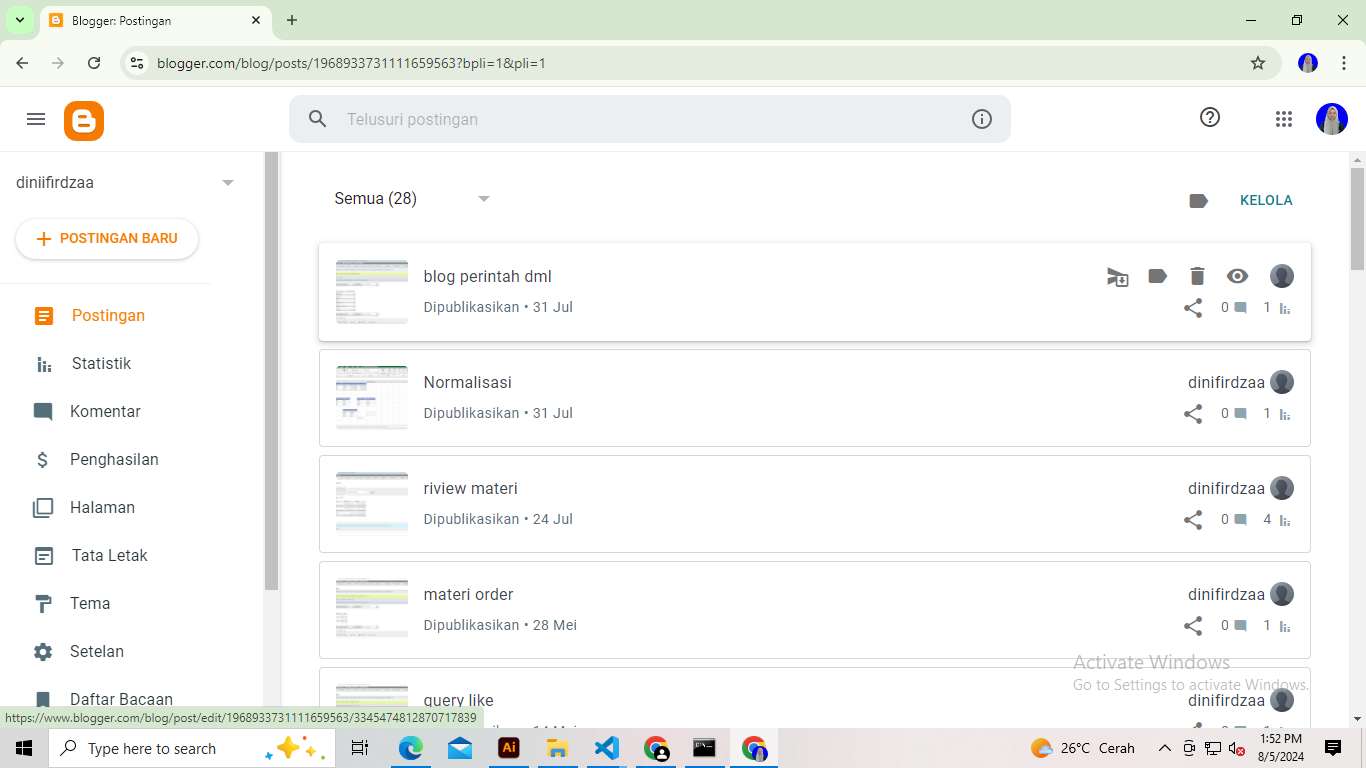 Blogger: Postingan
blogger.com/blog/posts/1968933731111659563?bpli=1&pli=1
Telusuri postingan
diniifirdzaa
POSTINGAN BARU
Postingan
Statistik
Komentar
Penghasilan
Halaman
Tata Letak
Tema
Setelan
Daftar Bacaan
Semua (28)
KELOLA
blog perintah dml
Dipublikasikan • 31 Jul
0
1
Normalisasi
dinifirdzaa
Dipublikasikan • 31 Jul
0
1
riview materi
dinifirdzaa
Dipublikasikan • 24 Jul
0
4
materi order
dinifirdzaa
Dipublikasikan • 28 Mei
0
1
query like
dinifirdzaa
Activate Windows
Go to Settings to activate Windows.
https://www.blogger.com/blog/post/edit/1968933731111659563/3345474812870717839
Type here to search
Ai
26°C Cerah
1:52 PM
8/5/2024